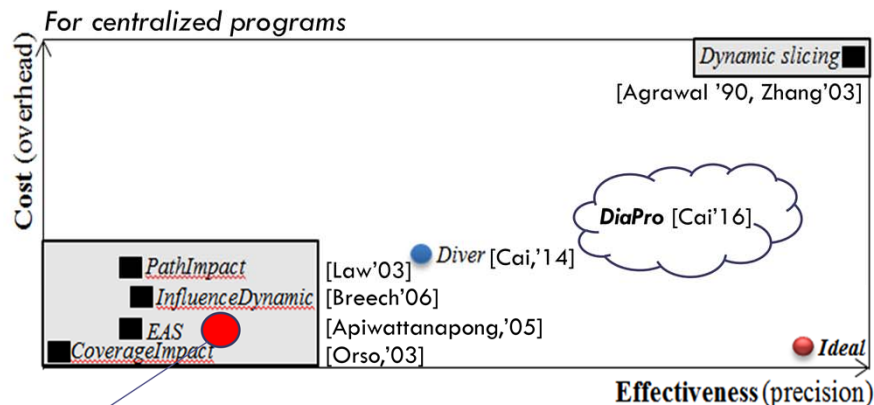 For centralized programs
Cost (overhead)
Dynamic slicing
[Agrawal '90, Zhang'03]
DiaPro [Cai'16]
Diver [Cai,'14]
PathImpact [Law'03]
InfluenceDynamic [Breech'06]
EAS [Apiwattanapong,'05]
CoverageImpact [Orso,'03]
Ideal
Effectiveness (precision)